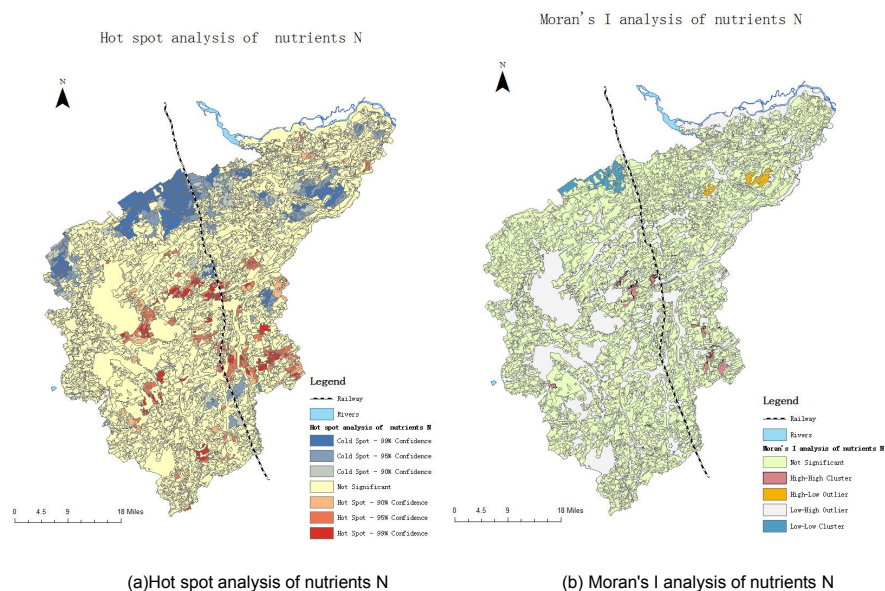 Hot spot analysis of nutrients N
N
Legend
Railway
Rivers
Hot spot analysis of nutrients N
Cold Spot - 99% Confidence
Cold Spot - 95% Confidence
Cold Spot - 90% Confidence
Not Significant
Hot Spot - 90% Confidence
Hot Spot - 95% Confidence
Hot Spot - 99% Confidence
0 4.5 9 18 Miles
(a)Hot spot analysis of nutrients N
Moran's I analysis of nutrients N
N
Legend
Railway
Rivers
Moran's I analysis of nutrients N
Not Significant
High-High Cluster
High-Low Outlier
Low-High Outlier
Low-Low Cluster
0 4.5 9 18 Miles
(b) Moran's I analysis of nutrients N